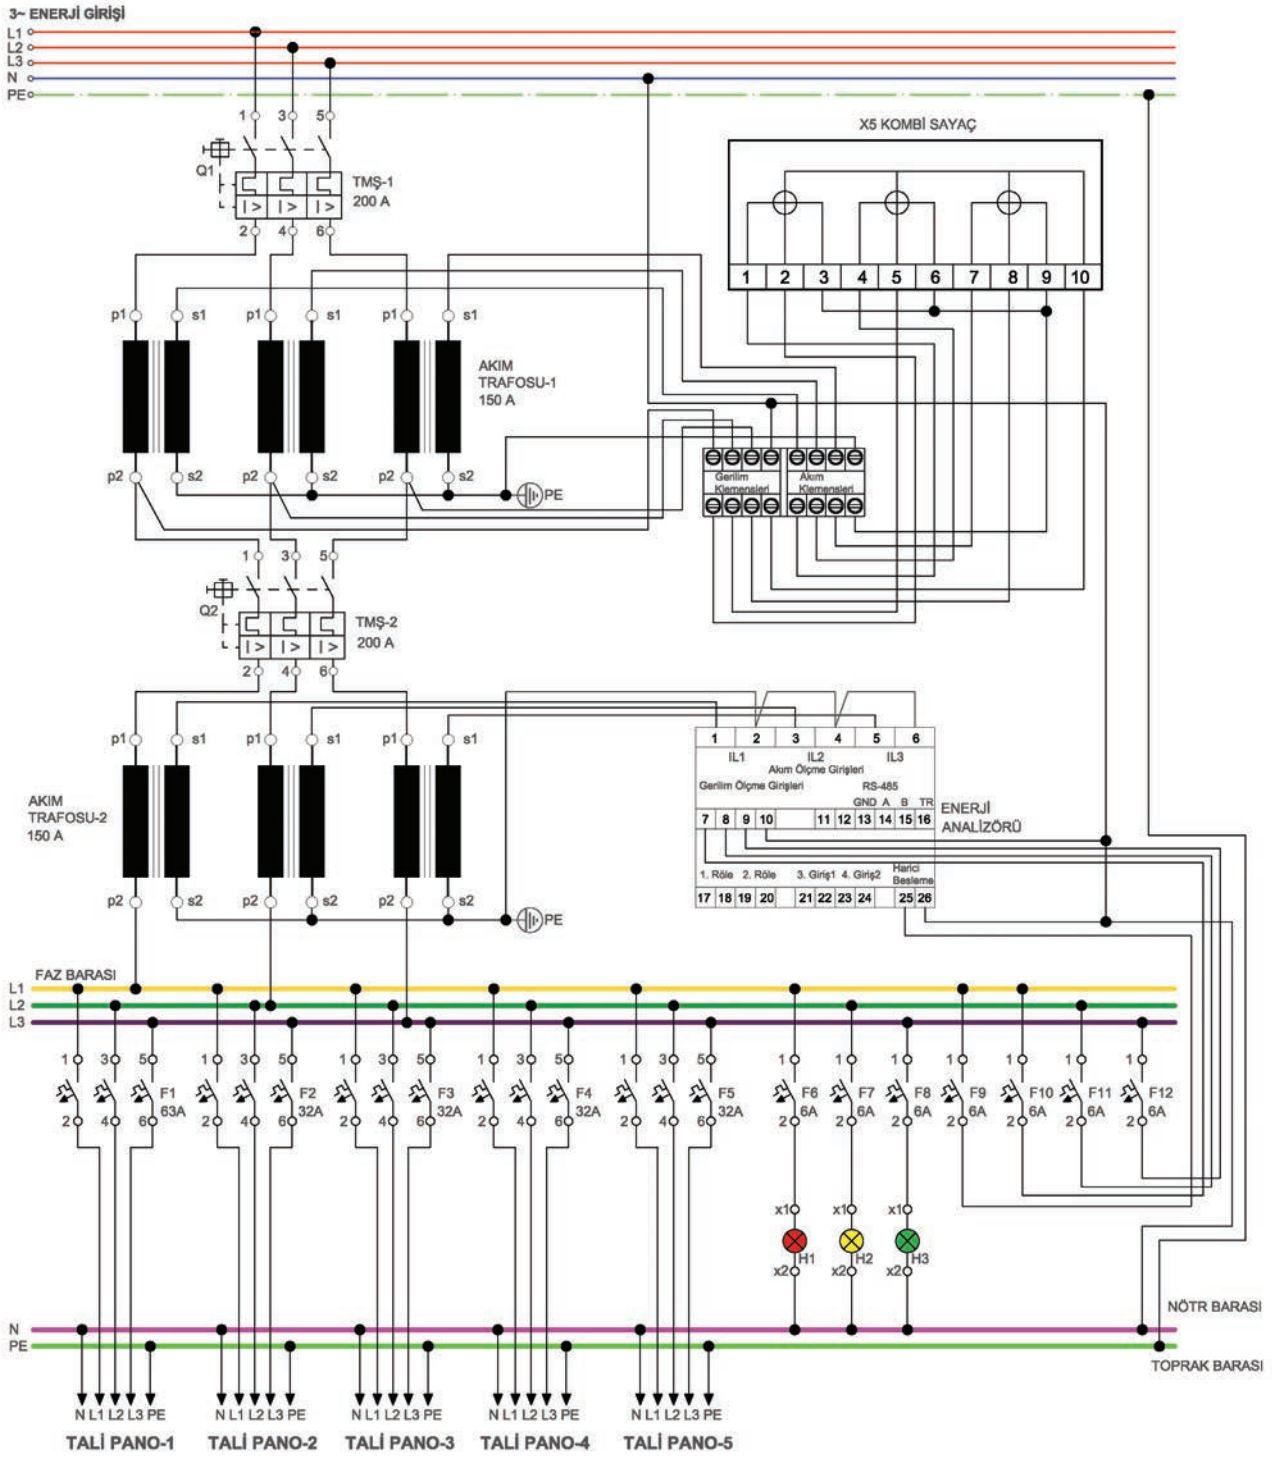 3~ ENERJİ GİRİŞİ
L1
L2
L3
N
PE
X5 KOMBİ SAYAÇ
1 3 5
Q1
TMŞ-1
200 A
I > I > I >
2 4 6
1 2 3 4 5 6 7 8 9 10
p1 s1 p1 s1 p1 s1
AKIM
TRAFOSU-1
150 A
p2 s2 p2 s2 p2 s2
PE
Gerilim
Klemensleri
Akım
Klemensleri
1 3 5
Q2
TMŞ-2
200 A
I > I > I >
2 4 6
p1 s1 p1 s1 p1 s1
AKIM
TRAFOSU-2
150 A
p2 s2 p2 s2 p2 s2
PE
1 2 3 4 5 6
IL1 IL2 IL3
Akım Ölçme Girişleri
Gerilim Ölçme Girişleri RS-485
GND A B TR
7 8 9 10 11 12 13 14 15 16
ENERJİ
ANALİZÖRÜ
1. Röle 2. Röle 3. Giriş1 4. Giriş2 Harici
Besleme
17 18 19 20 21 22 23 24 25 26
FAZ BARASI
L1
L2
L3
1 3 5 1 3 5 1 3 5 1 3 5 1 3 5 1 1 1 1 1 1 1
F1 F2 F3 F4 F5 F6 F7 F8 F9 F10 F11 F12
63A 32A 32A 32A 32A 6A 6A 6A 6A 6A 6A 6A
2 4 6 2 4 6 2 4 6 2 4 6 2 4 6 2 2 2 2 2 2 2
x1 x1 x1
H1 H2 H3
x2 x2 x2
NÖTR BARASI
N
PE
TOPRAK BARASI
N L1 L2 L3 PE N L1 L2 L3 PE N L1 L2 L3 PE N L1 L2 L3 PE N L1 L2 L3 PE
TALİ PANO-1 TALİ PANO-2 TALİ PANO-3 TALİ PANO-4 TALİ PANO-5